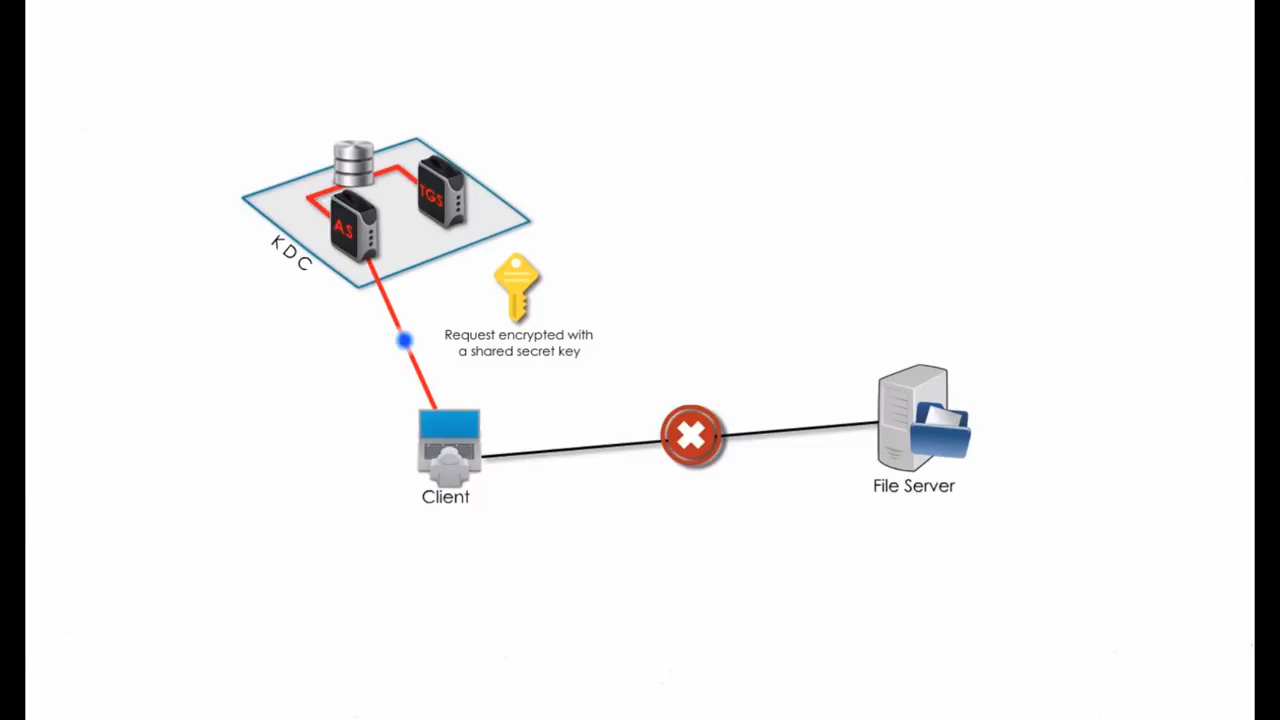 TGS
AS
KDC
Request encrypted with
a shared secret key
Client
File Server